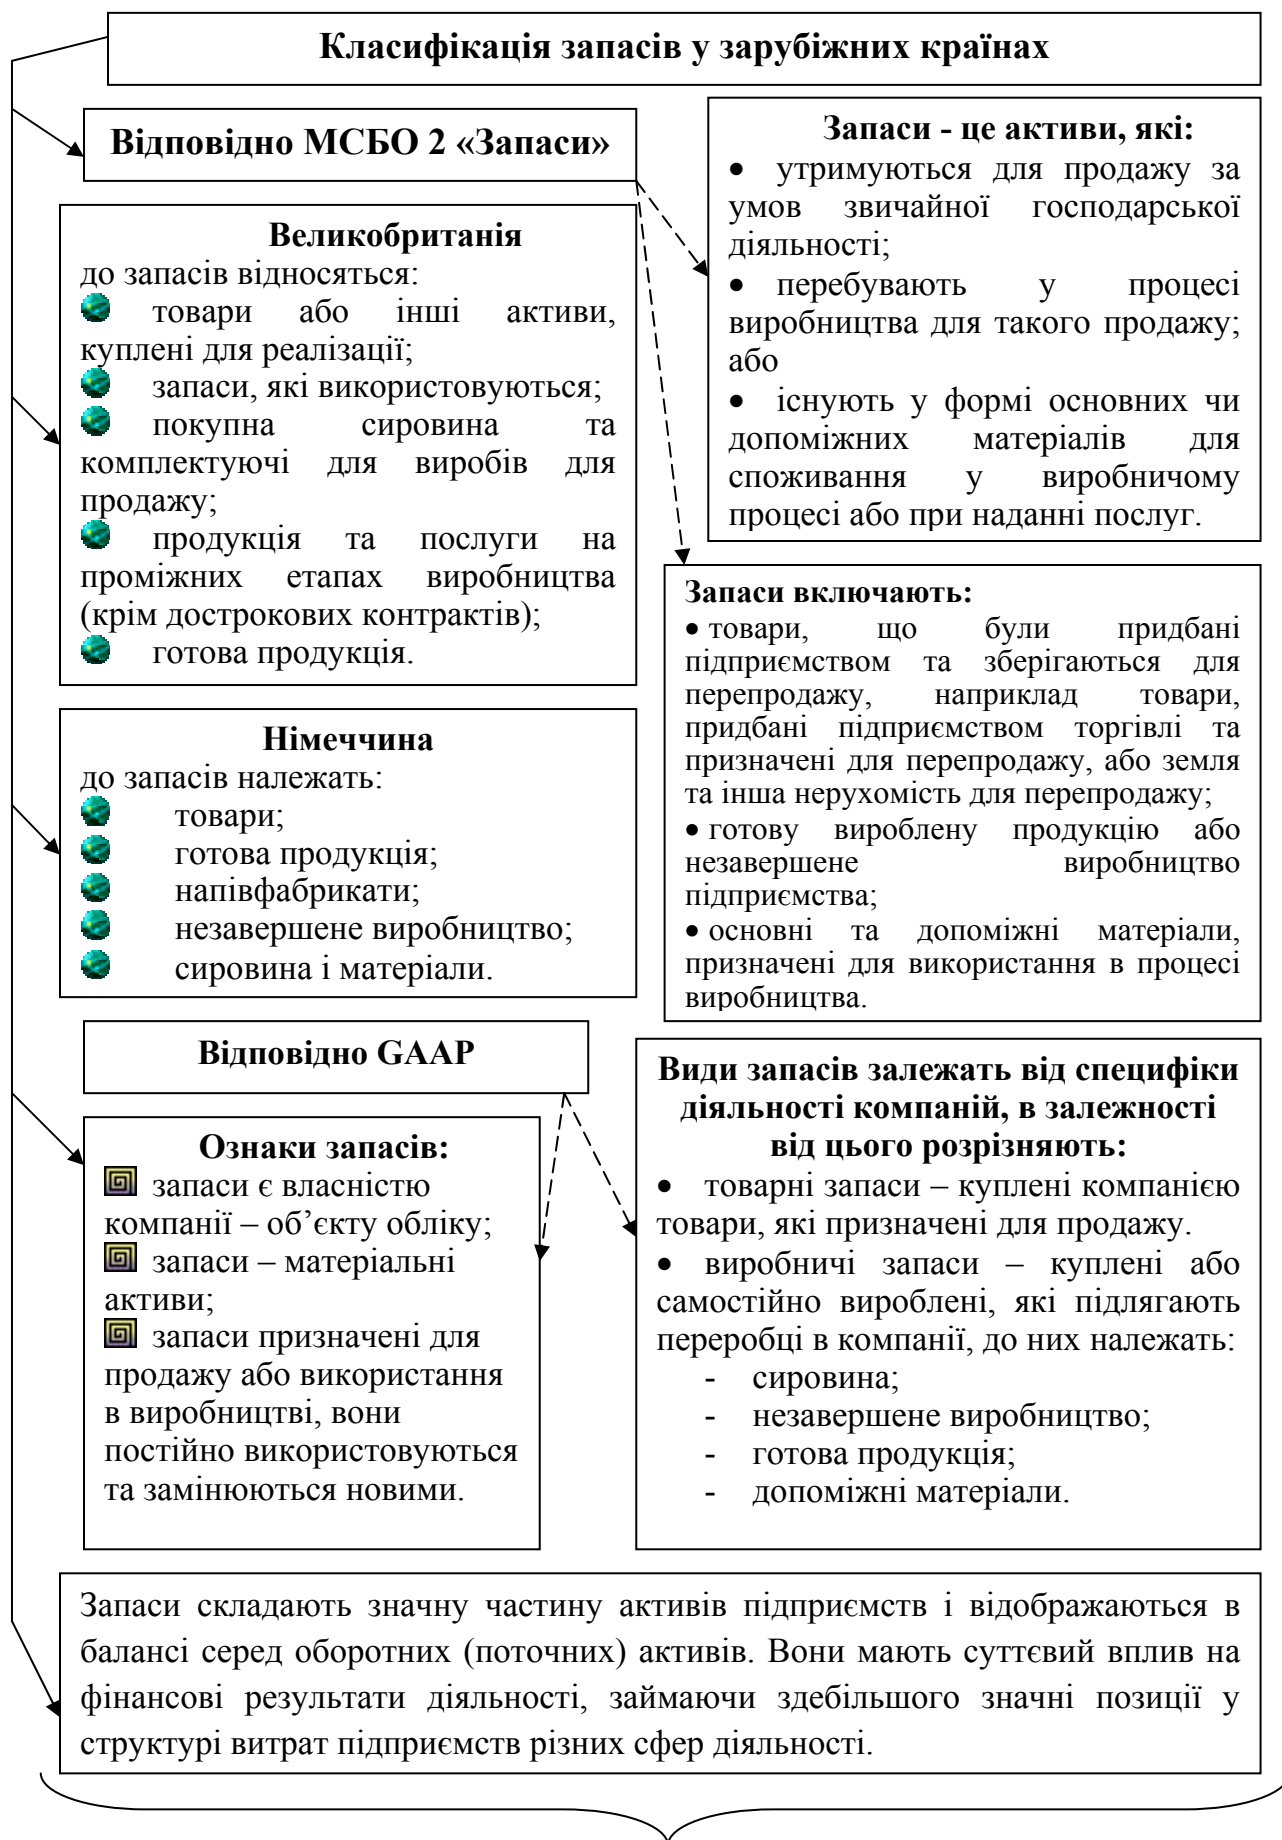 Класифікація запасів у зарубіжних країнах
Відповідно МСБО 2 «Запаси»
Запаси - це активи, які:
• утримуються для продажу за
умов звичайної господарської
діяльності;
• перебувають у процесі
виробництва для такого продажу;
або
• існують у формі основних чи
допоміжних матеріалів для
споживання у виробничому
процесі або при наданні послуг.
Великобританія
до запасів відносяться:
товари або інші активи,
куплені для реалізації;
запаси, які використовуються;
покупна сировина та
комплектуючі для виробів для
продажу;
продукція та послуги на
проміжних етапах виробництва
(крім дострокових контрактів);
готова продукція.
Запаси включають:
• товари, що були придбані
підприємством та зберігаються для
перепродажу, наприклад товари,
придбані підприємством торгівлі та
призначені для перепродажу, або земля
та інша нерухомість для перепродажу;
• готову вироблену продукцію або
незавершене виробництво
підприємства;
• основні та допоміжні матеріали,
призначені для використання в процесі
виробництва.
Німеччина
до запасів належать:
товари;
готова продукція;
напівфабрикати;
незавершене виробництво;
сировина і матеріали.
Відповідно GAAP
Ознаки запасів:
запаси є власністю
компанії – об’єкту обліку;
запаси – матеріальні
активи;
запаси призначені для
продажу або використання
в виробництві, вони
постійно використовуються
та замінюються новими.
Види запасів залежать від специфіки
діяльності компаній, в залежності
від цього розрізняють:
• товарні запаси – куплені компанією
товари, які призначені для продажу.
• виробничі запаси – куплені або
самостійно вироблені, які підлягають
переробці в компанії, до них належать:
- сировина;
- незавершене виробництво;
- готова продукція;
- допоміжні матеріали.
Запаси складають значну частину активів підприємств і відображаються в
балансі серед оборотних (поточних) активів. Вони мають суттєвий вплив на
фінансові результати діяльності, займаючи здебільшого значні позиції у
структурі витрат підприємств різних сфер діяльності.